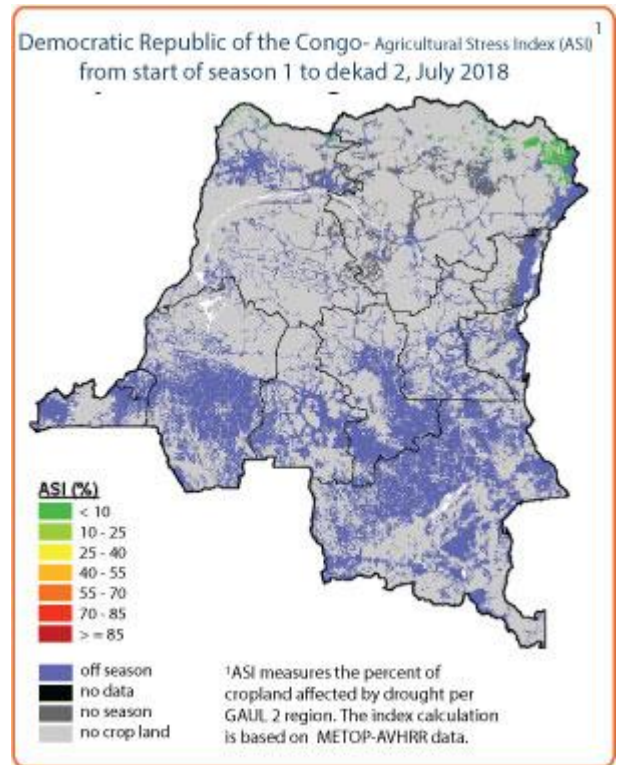 Democratic Republic of the Congo- Agricultural Stress Index (ASI)1
from start of season 1 to dekad 2, July 2018
ASI (%)
< 10
10 - 25
25 - 40
40 - 55
55 - 70
70 - 85
> = 85
off season
no data
no season
no crop land
1ASI measures the percent of
cropland affected by drought per
GAUL 2 region. The index calculation
is based on METOP-AVHRR data.